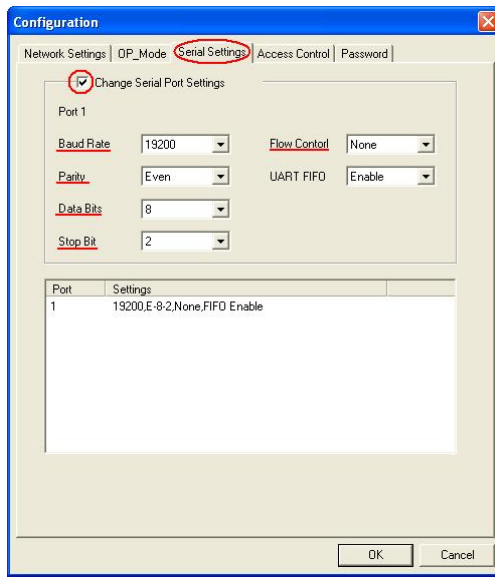 Configuration
Network Settings OP_Mode Serial Settings Access Control Password
Change Serial Port Settings
Port 1
Baud Rate 19200 Flow Contorl None
Parity Even UART FIFO Enable
Data Bits 8
Stop Bit 2
Port Settings
1 19200,E-8-2,None,FIFO Enable
OK Cancel